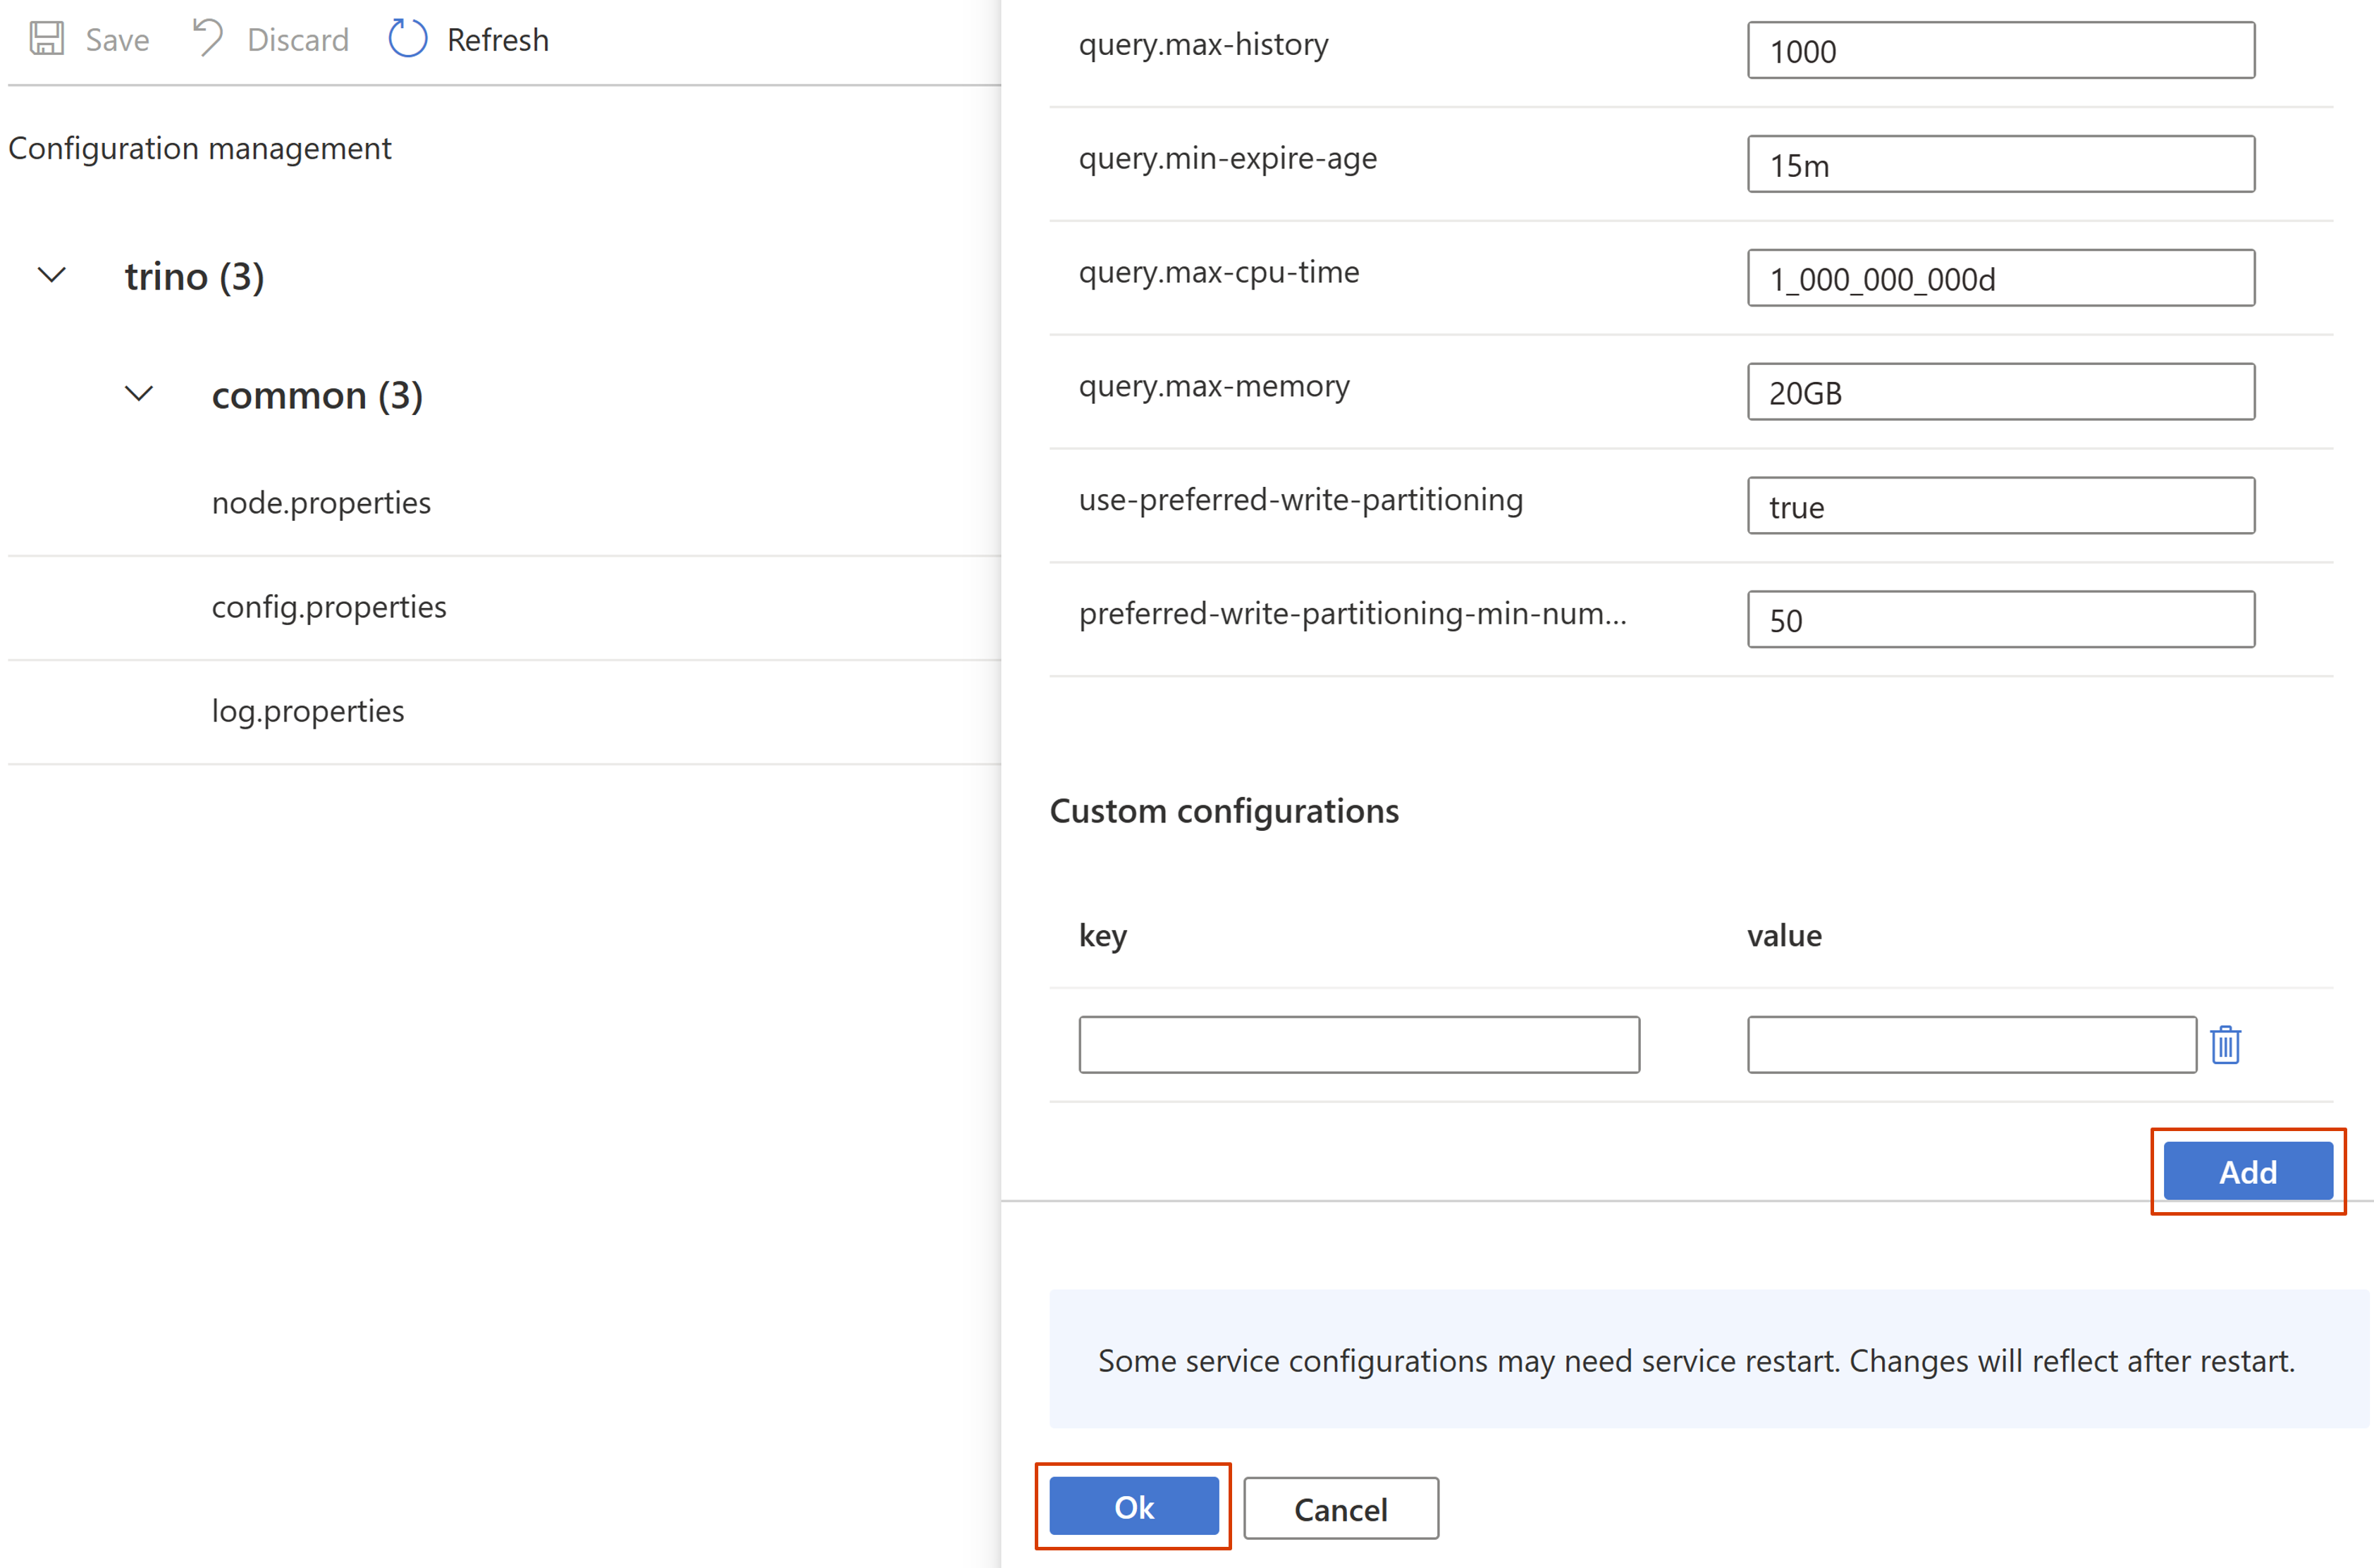 Save Discard Refresh
Configuration management
trino (3)
common (3)
node.properties
config.properties
log.properties
query.max-history 1000
query.min-expire-age 15m
query.max-cpu-time 1_000_000_000d
query.max-memory 20GB
use-preferred-write-partitioning true
preferred-write-partitioning-min-num... 50
Custom configurations
key value
Add
Some service configurations may need service restart. Changes will reflect after restart.
Ok Cancel